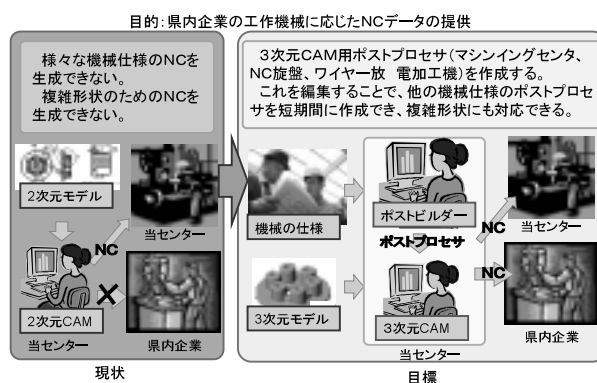 目的：県内企業の工作機械に応じたNCデータの提供
様々な機械仕様のNCを
生成できない。
複雑形状のためのNCを
生成できない。
2次元モデル
NC
当センター
2次元CAM
当センター
県内企業
現状
3次元CAM用ポストプロセサ（マシンイングセンタ、
NC旋盤、ワイヤー放　電加工機）を作成する。
これを編集することで、他の機械仕様のポストプロセ
サを短期間に作成でき、複雑形状にも対応できる。
機械の仕様
ポストビルダー
ポストプロセサ
NC
当センター
3次元モデル
3次元CAM
NC
当センター
県内企業
目標